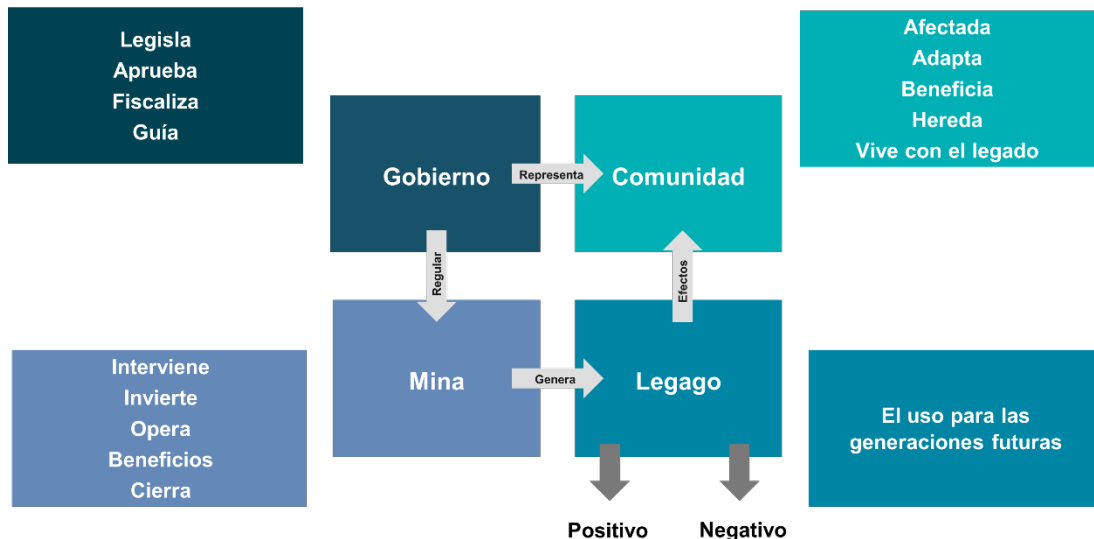 Legisla
Aprueba
Fiscaliza
Guía
Afectada
Adapta
Beneficia
Hereda
Vive con el legado
Gobierno
Representa
Comunidad
Regular
Efectos
Interviene
Invierte
Opera
Beneficios
Cierra
Mina
Genera
Legago
El uso para las
generaciones futuras
Positivo
Negativo